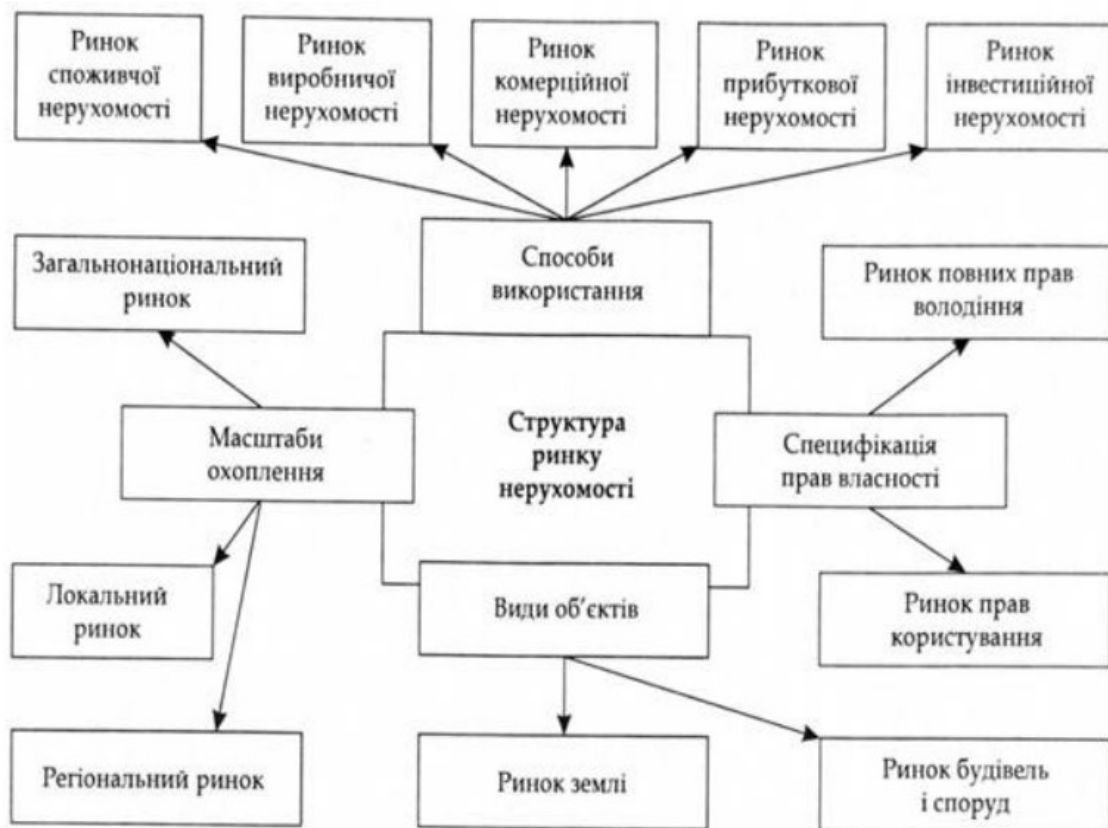 Ринок
споживчої
нерухомості
Ринок
виробничої
нерухомості
Ринок
комерційної
нерухомості
Ринок
прибуткової
нерухомості
Ринок
інвестиційної
нерухомості
Способи
використання
Загальнонаціональний
ринок
Ринок повних прав
володіння
Масштаби
охоплення
Структура
ринку
нерухомості
Специфікація
прав власності
Локальний
ринок
Види об’єктів
Ринок прав
користування
Регіональний ринок
Ринок землі
Ринок будівель
і споруд